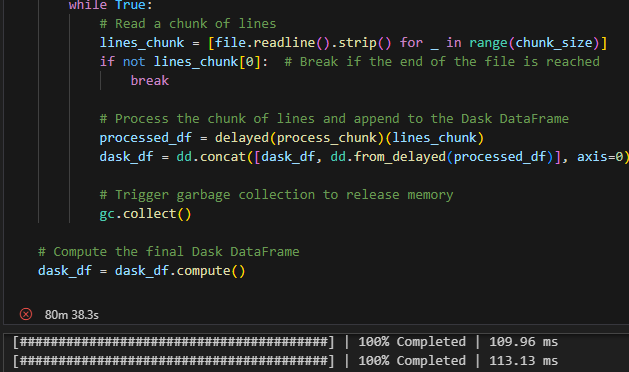 while True:
# Read a chunk of lines
lines_chunk = [file.readline().strip() for _ in range(chunk_size)]
if not lines_chunk[0]:  # Break if the end of the file is reached
break
# Process the chunk of lines and append to the Dask DataFrame
processed_df = delayed(process_chunk)(lines_chunk)
dask_df = dd.concat([dask_df, dd.from_delayed(processed_df)], axis=0)
# Trigger garbage collection to release memory
gc.collect()
# Compute the final Dask DataFrame
dask_df = dask_df.compute()
80m 38.3s
[########################################] | 100% Completed | 109.96 ms
[########################################] | 100% Completed | 113.13 ms